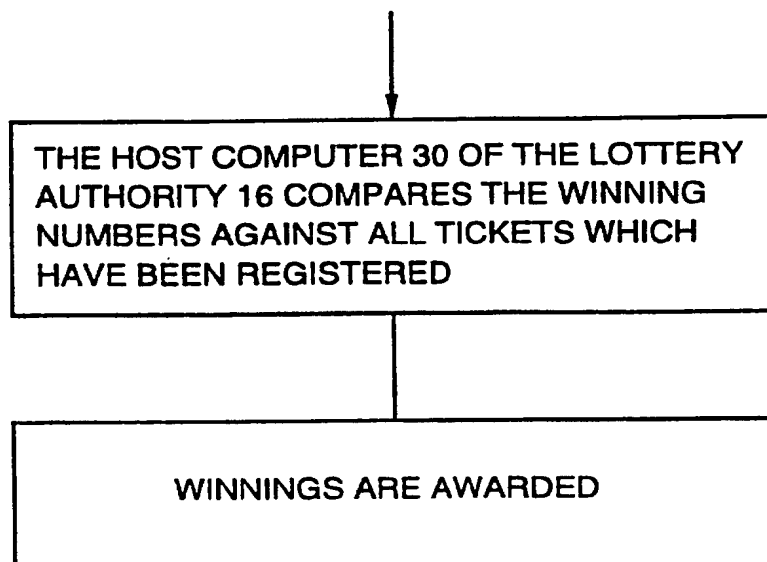 THE HOST COMPUTER 30 OF THE LOTTERY
AUTHORITY 16 COMPARES THE WINNING
NUMBERS AGAINST ALL TICKETS WHICH
HAVE BEEN REGISTERED
WINNINGS ARE AWARDED